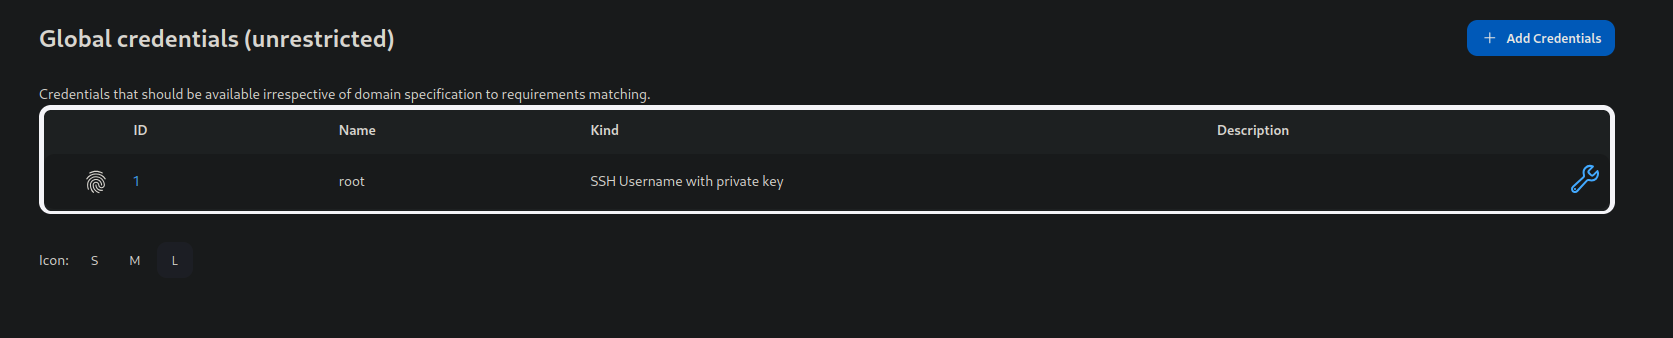 Global credentials (unrestricted)
+ Add Credentials
Credentials that should be available irrespective of domain specification to requirements matching.
ID Name Kind Description
1 root SSH Username with private key
Icon: S M L